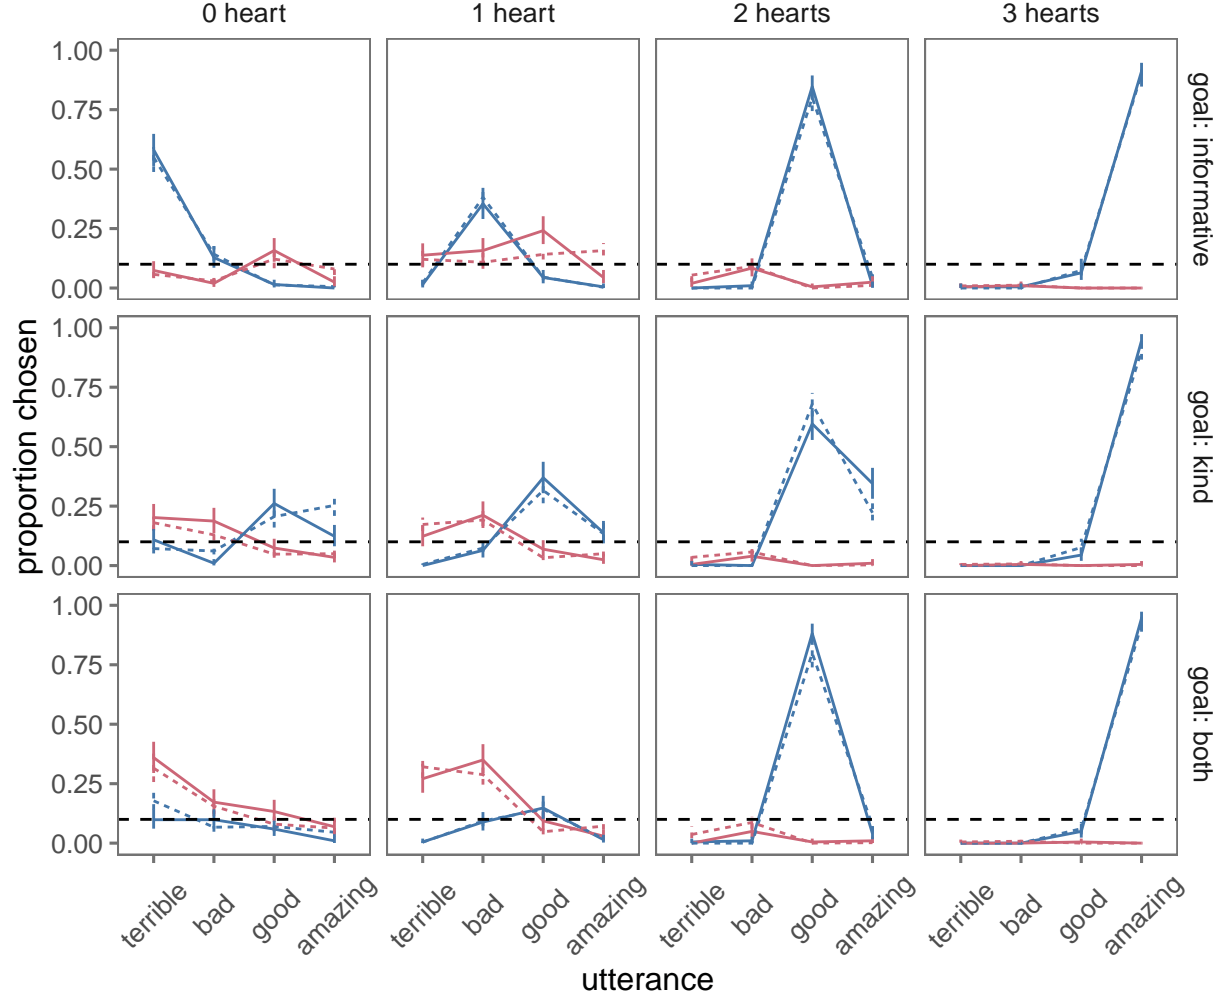 0 heart 1 heart 2 hearts 3 hearts
1.00
0.75
0.50
0.25
0.00
goal: informative
1.00
0.75
0.50
0.25
0.00
goal: kind
1.00
0.75
0.50
0.25
0.00
goal: both
proportion chosen
terrible bad good amazing terrible bad good amazing terrible bad good amazing terrible bad good amazing
utterance